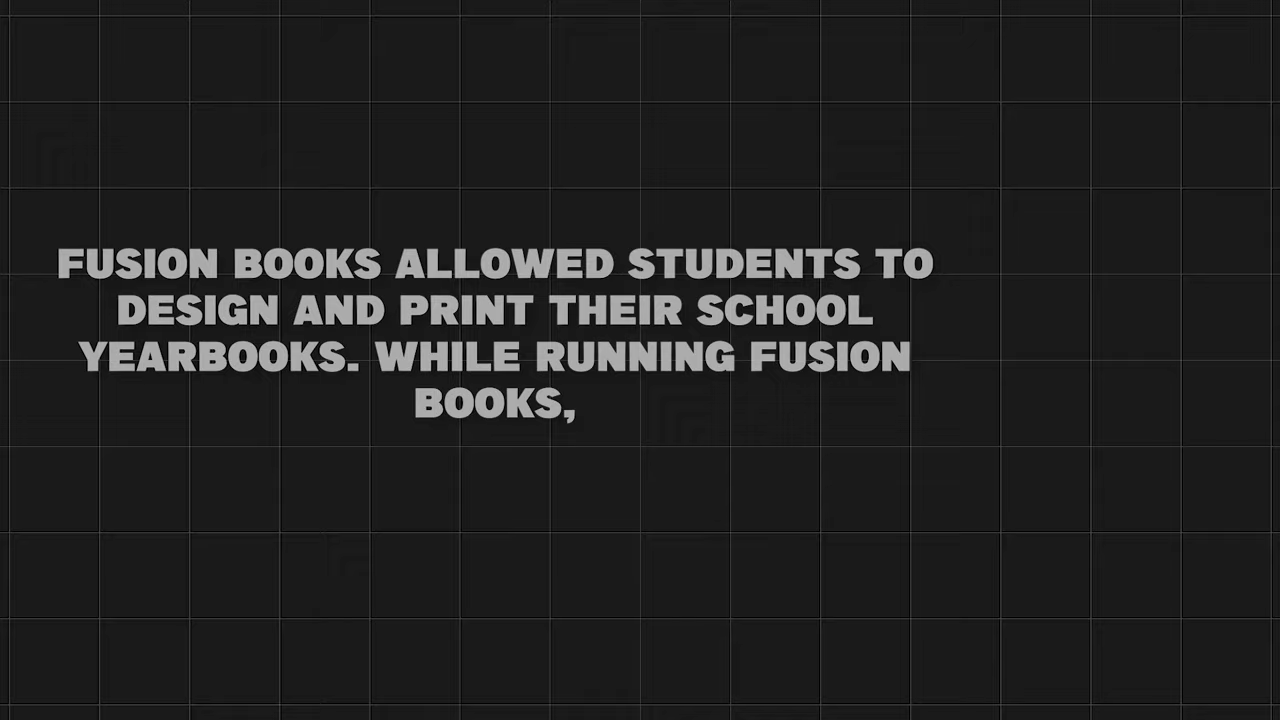 FUSION BOOKS ALLOWED STUDENTS TO
DESIGN AND PRINT THEIR SCHOOL
YEARBOOKS. WHILE RUNNING FUSION
BOOKS,